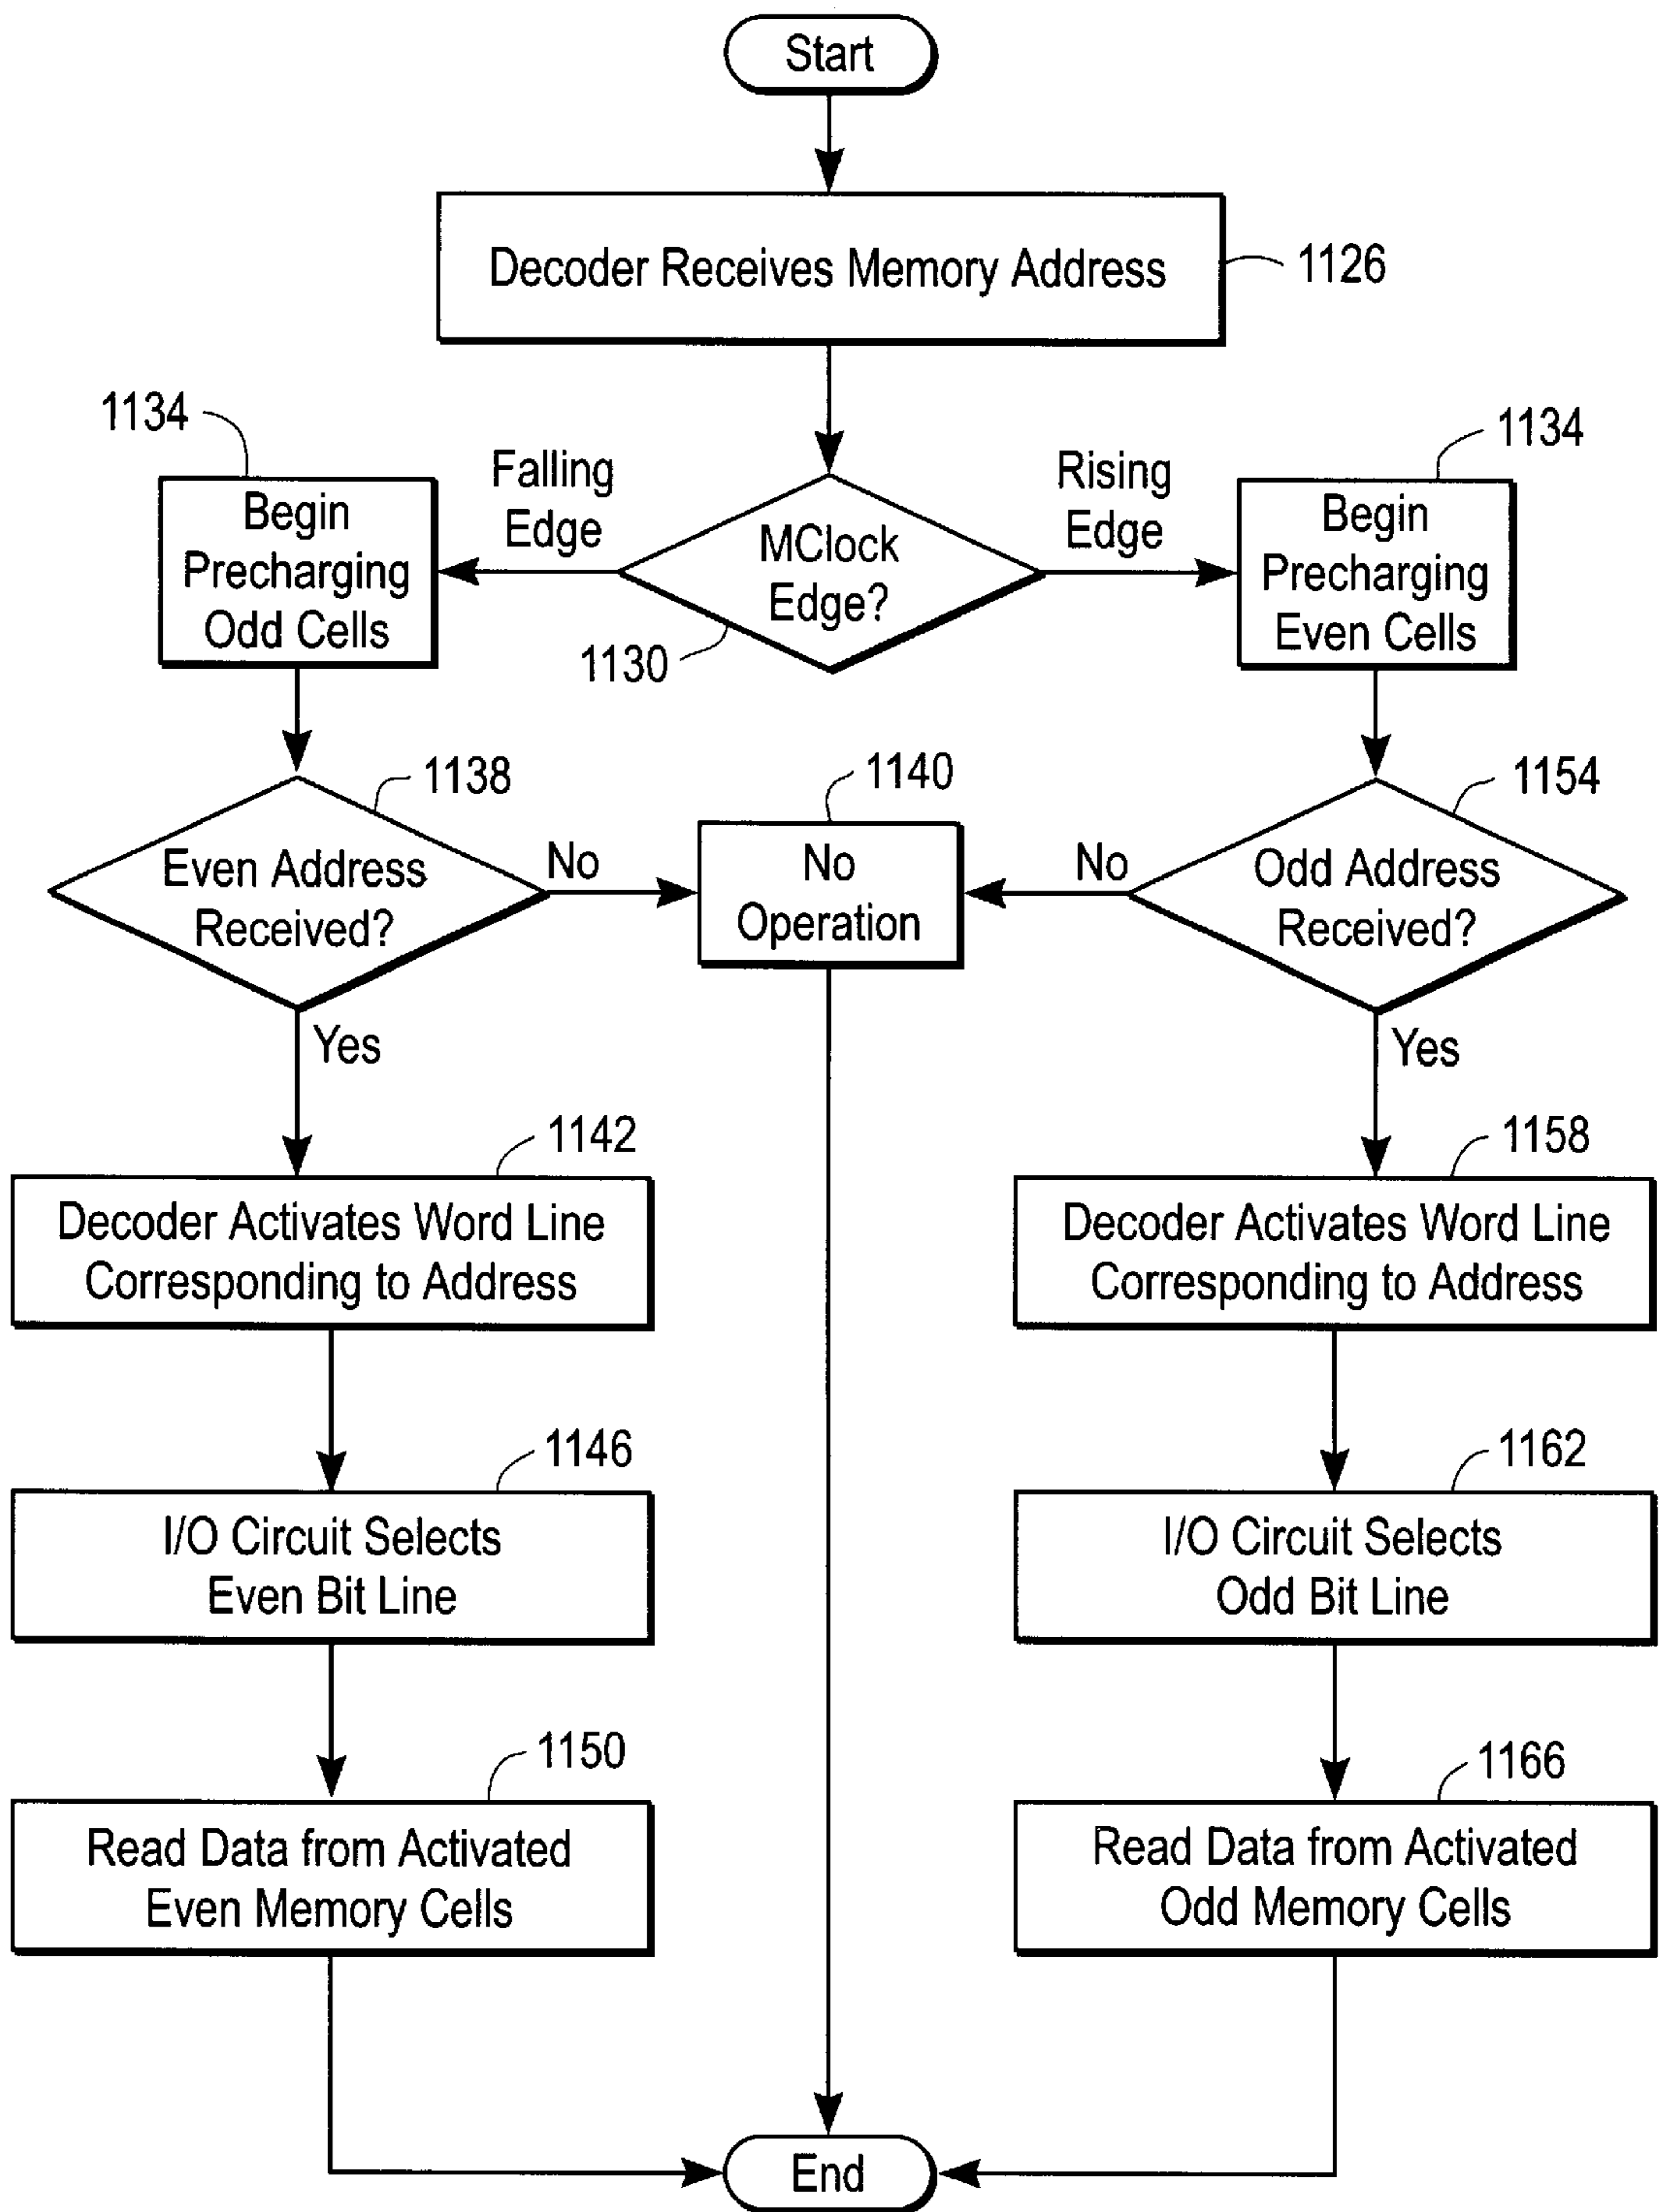 Start
Decoder Receives Memory Address
1126
1134
Falling
Edge
Rising
Edge
1134
Begin
Precharging
Odd Cells
MClock
Edge?
1130
Begin
Precharging
Even Cells
1138
1140
1154
Even Address
Received?
No
No
Operation
No
Odd Address
Received?
Yes
Yes
1142
1158
Decoder Activates Word Line
Corresponding to Address
Decoder Activates Word Line
Corresponding to Address
1146
1162
I/O Circuit Selects
Even Bit Line
I/O Circuit Selects
Odd Bit Line
1150
1166
Read Data from Activated
Even Memory Cells
Read Data from Activated
Odd Memory Cells
End